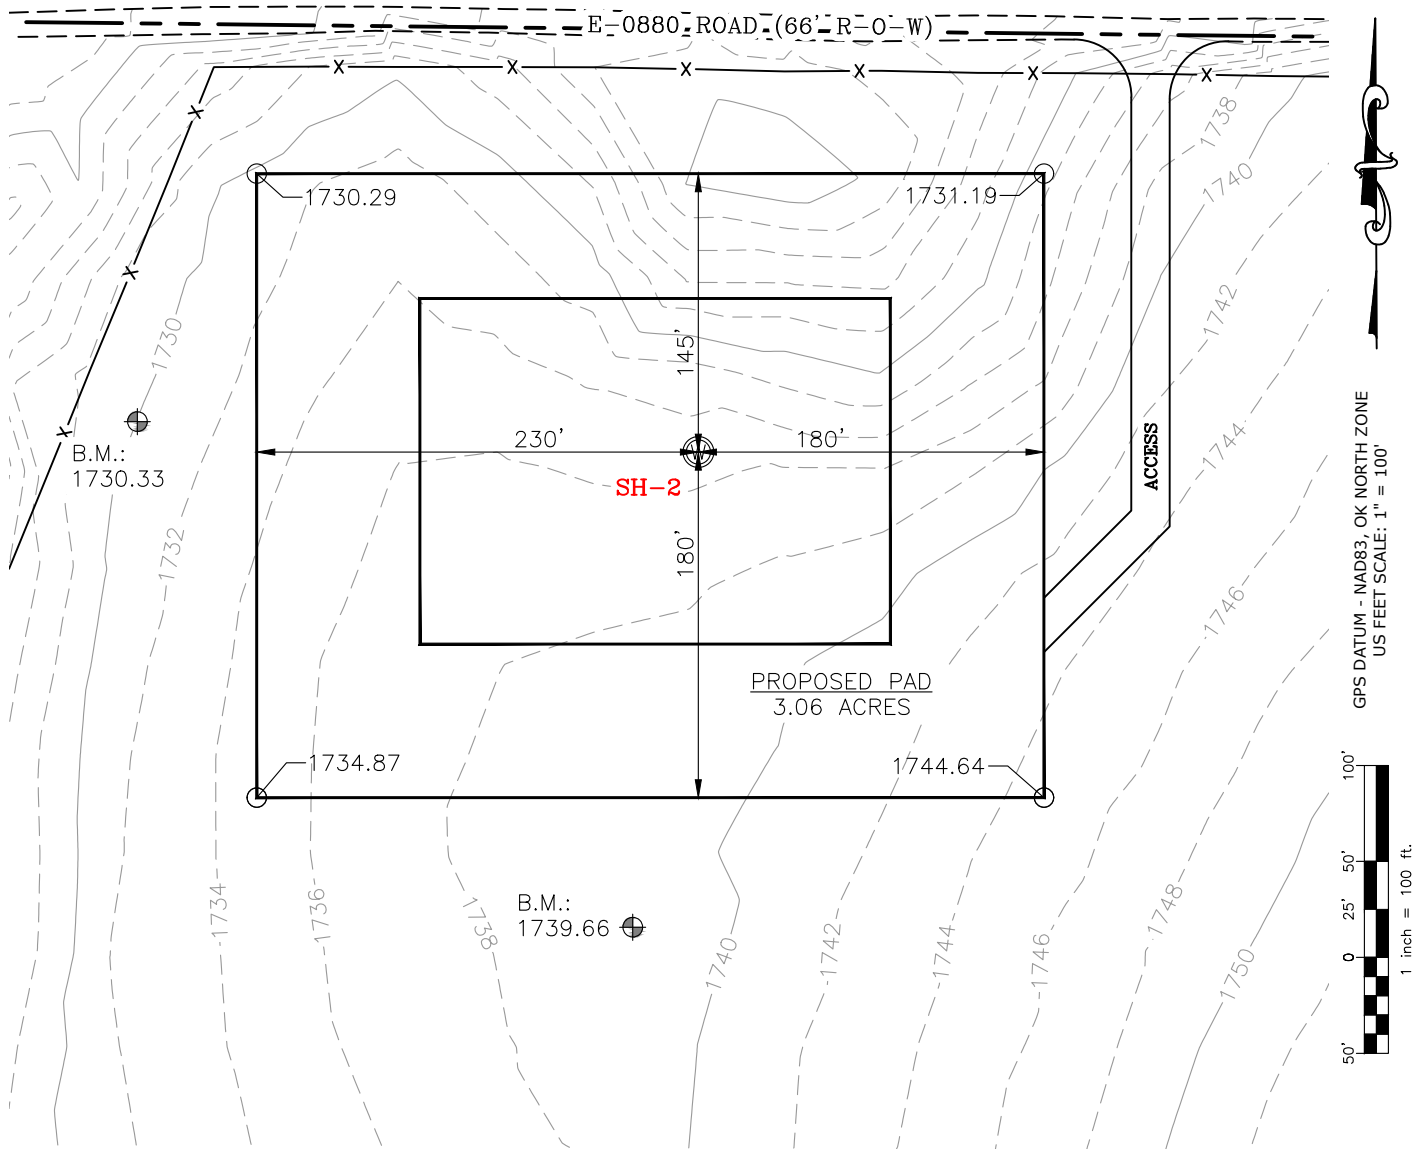 E-0880 ROAD (66' R-O-W)
X X X X X X
X
X
X
1738
1740
1730.29
1731.19
1742
1730
145'
B.M.:
1730.33
230'
180'
W
SH-2
1744
ACCESS
180'
1732
1746
PROPOSED PAD
3.06 ACRES
1734.87
1744.64
B.M.:
1739.66
1734
1736
1738
1740
1742
1744
1746
1748
1750
GPS DATUM - NAD83, OK NORTH ZONE
US FEET SCALE: 1" = 100'
100'
50'
25'
0
50'
1 inch = 100 ft.